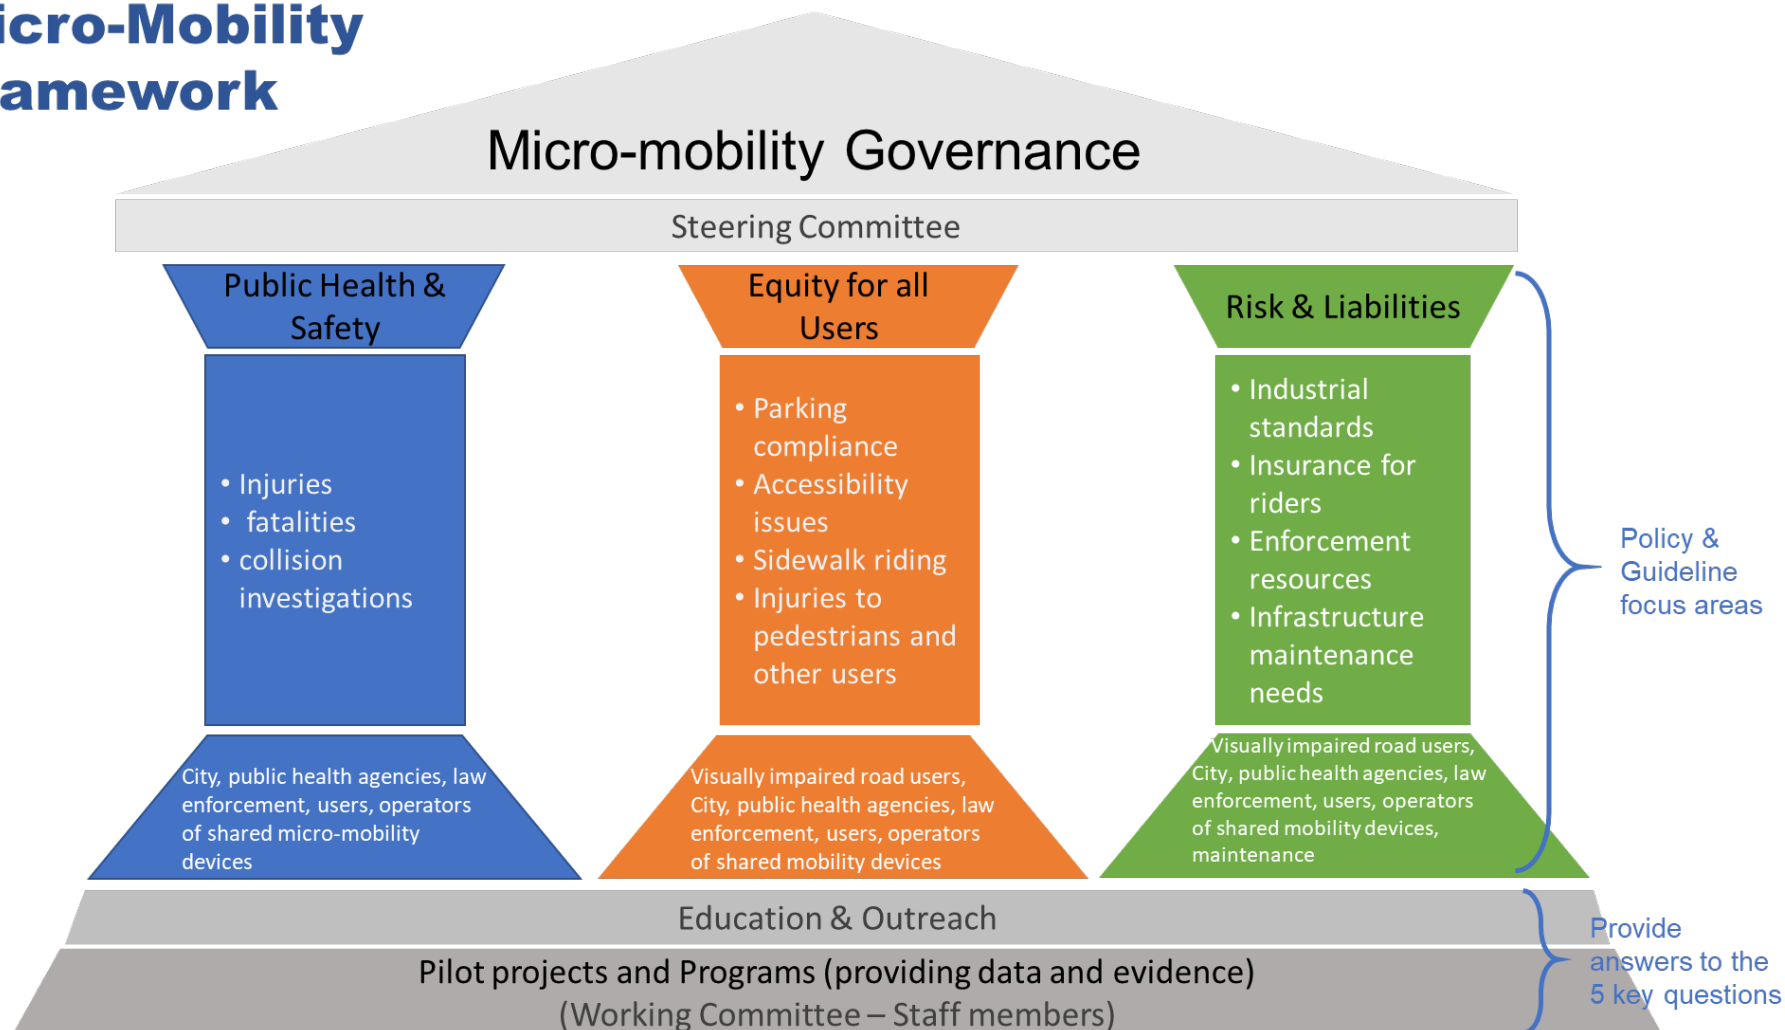 icro-Mobility
amework
Micro-mobility Governance
Steering Committee
Public Health &
Safety
• Injuries
• fatalities
• collision
investigations
City, public health agencies, law
enforcement, users, operators
of shared micro-mobility
devices
Equity for all
Users
• Parking
compliance
• Accessibility
issues
• Sidewalk riding
• Injuries to
pedestrians and
other users
Visually impaired road users,
City, public health agencies, law
enforcement, users, operators
of shared mobility devices
Risk & Liabilities
• Industrial
standards
• Insurance for
riders
• Enforcement
resources
• Infrastructure
maintenance
needs
Visually impaired road users,
City, public health agencies, law
enforcement, users, operators
of shared mobility devices,
maintenance
Policy &
Guideline
focus areas
Education & Outreach
Pilot projects and Programs (providing data and evidence)
(Working Committee – Staff members)
Provide
answers to the
5 key questions